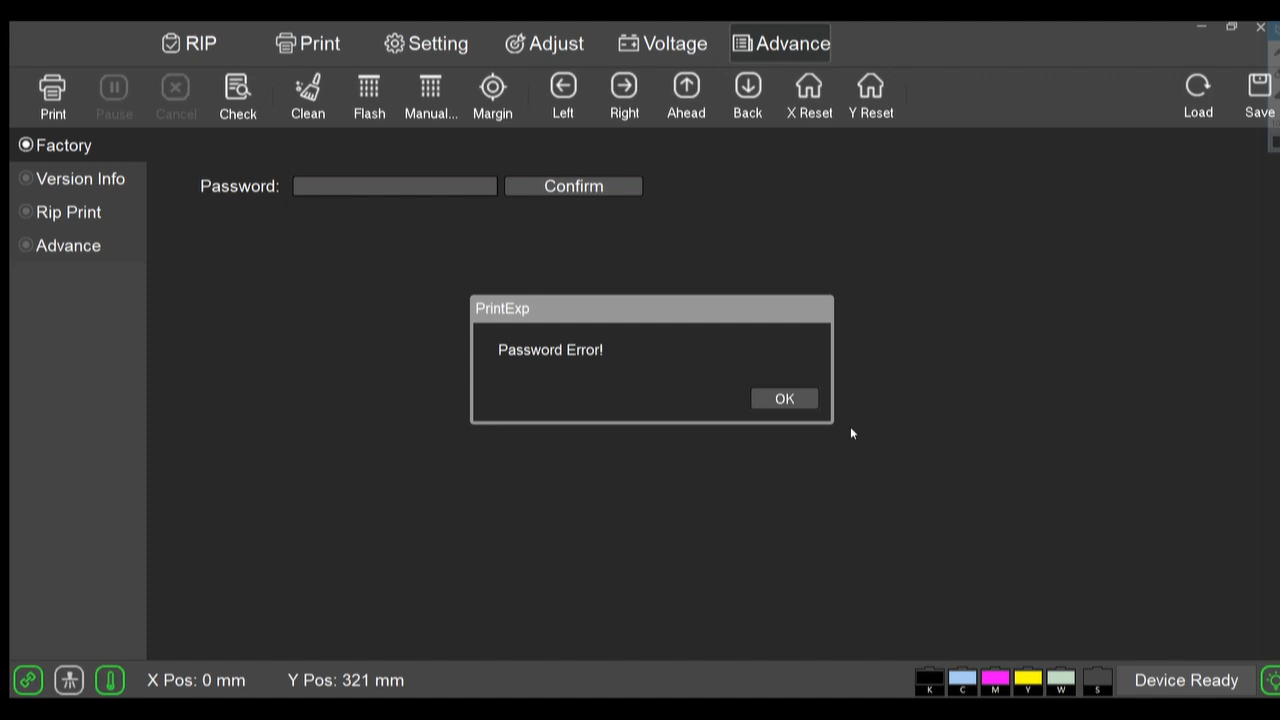 RIP Print Setting Adjust Voltage Advance
Print Pause Cancel Check Clean Flash Manual... Margin Left Right Ahead Back X Reset Y Reset Load Save
Factory
Version Info
Rip Print
Advance
Password: Confirm
PrintExp
Password Error!
OK
X Pos: 0 mm Y Pos: 321 mm
K C M Y W S
Device Ready